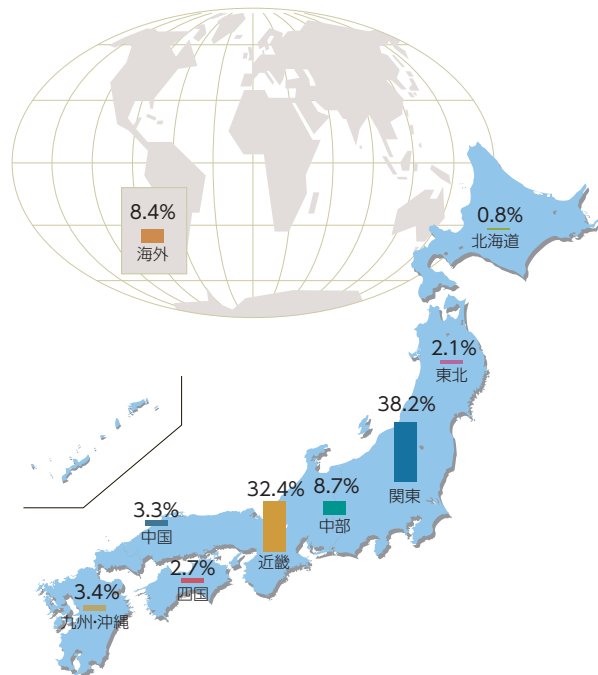 8.4%
海外
0.8%
北海道
2.1%
東北
38.2%
関東
32.4%
近畿
8.7%
中部
3.3%
中国
2.7%
四国
3.4%
九州・沖縄